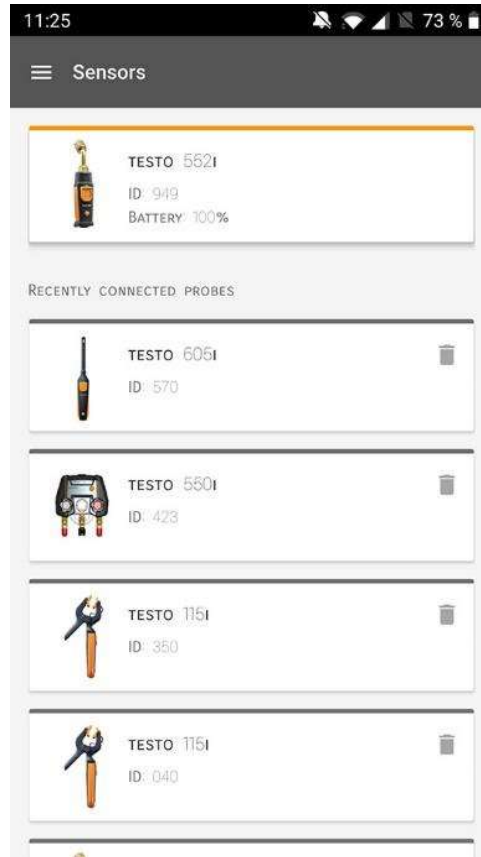 11:25
73 %
Sensors
TESTO 552I
ID: 949
BATTERY: 100%
RECENTLY CONNECTED PROBES
TESTO 605I
ID: 570
TESTO 550I
ID: 423
TESTO 115I
ID: 350
TESTO 115I
ID: 040